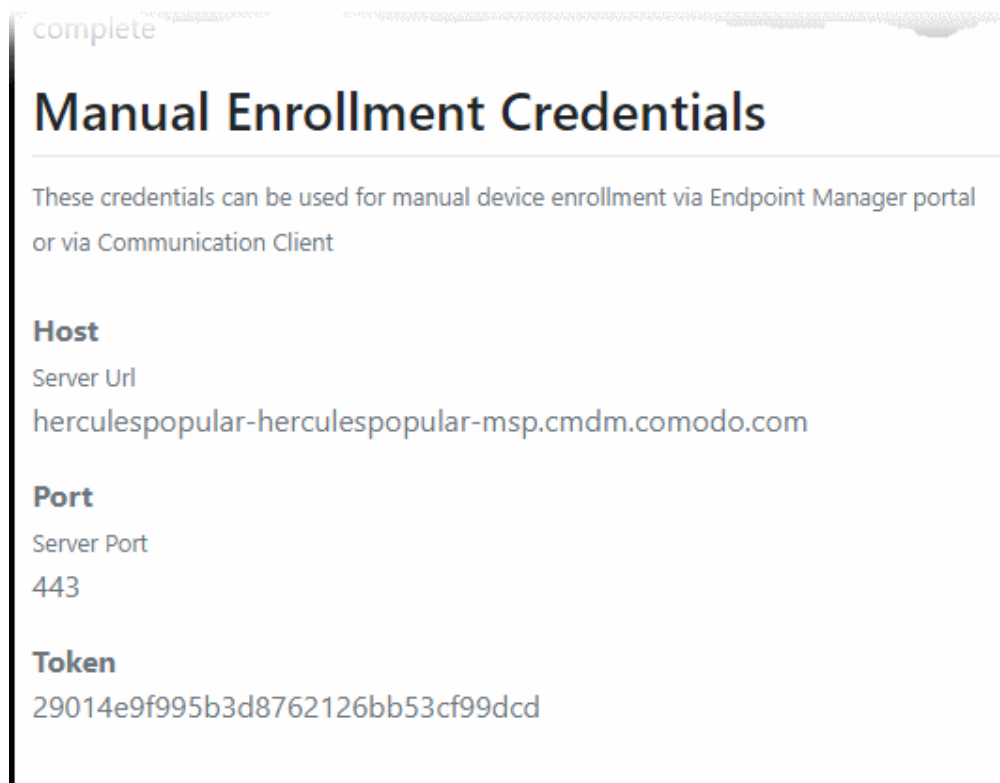 complete
Manual Enrollment Credentials
These credentials can be used for manual device enrollment via Endpoint Manager portal
or via Communication Client
Host
Server Url
herculespopular-herculespopular-msp.cmdm.comodo.com
Port
Server Port
443
Token
29014e9f995b3d8762126bb53cf99dcd